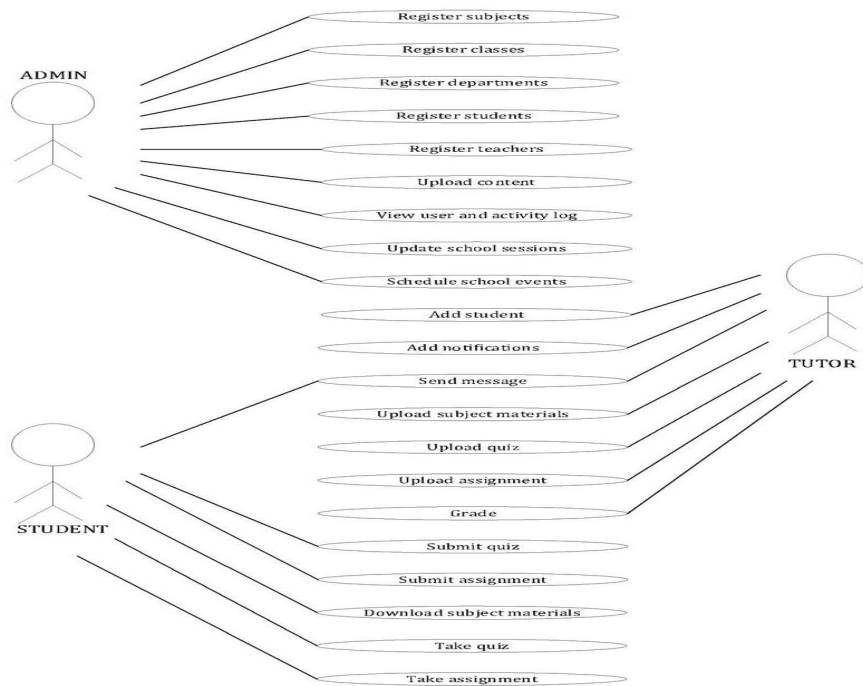 Register subjects
Register classes
ADMIN
Register departments
Register students
Register teachers
Upload content
View user and activity log
Update school sessions
Schedule school events
Add student
Add notifications
TUTOR
Send message
Upload subject materials
Upload quiz
Upload assignment
Grade
STUDENT
Submit quiz
Submit assignment
Download subject materials
Take quiz
Take assignment